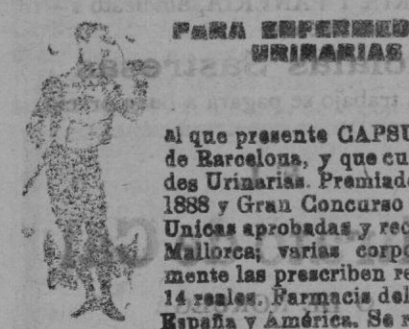 PARA ENFERMED
URINARIAS
al que presente CAPSU
de Barcelona, y que cu
des Urinarias. Premiado
1888 y Gran Concurso
Unicas aprobadas y rec
Mallorca; varias corpo
mente las prescriben re
14 reales. Farmacia del
España y América. Se r